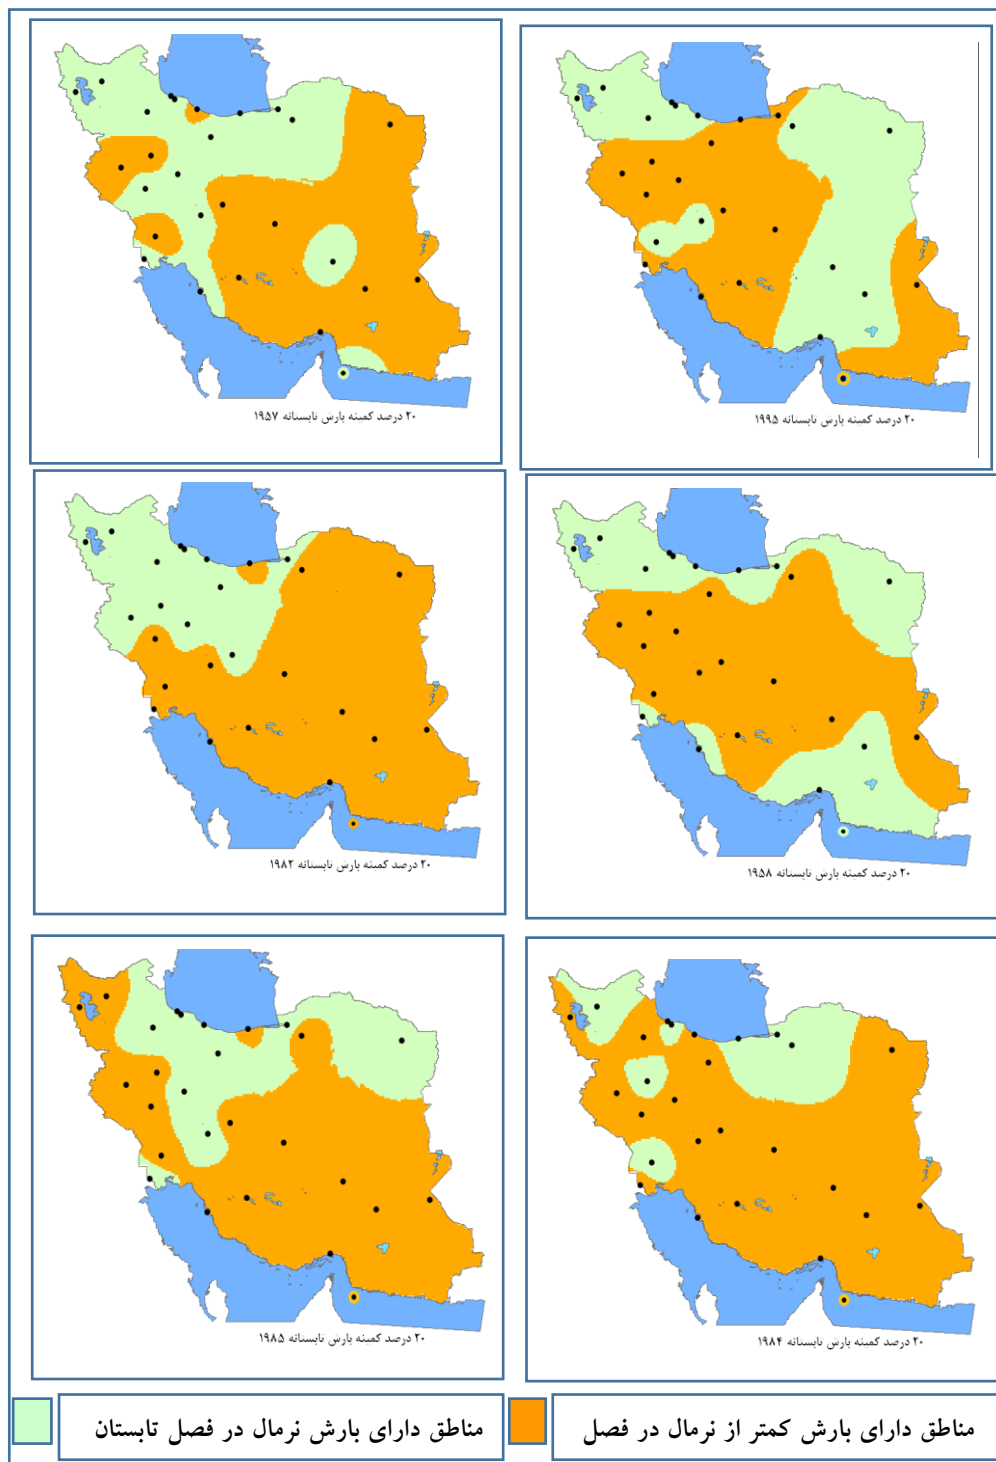 ۲۰ درصد کمینه بارش تابستانه ۱۹۹۵
۲۰ درصد کمینه بارش تابستانه ۱۹۵۷
۲۰ درصد کمینه بارش تابستانه ۱۹۵۸
۲۰ درصد کمینه بارش تابستانه ۱۹۸۲
۲۰ درصد کمینه بارش تابستانه ۱۹۸۴
۲۰ درصد کمینه بارش تابستانه ۱۹۸۵
مناطق دارای بارش کمتر از نرمال در فصل
مناطق دارای بارش نرمال در فصل تابستان